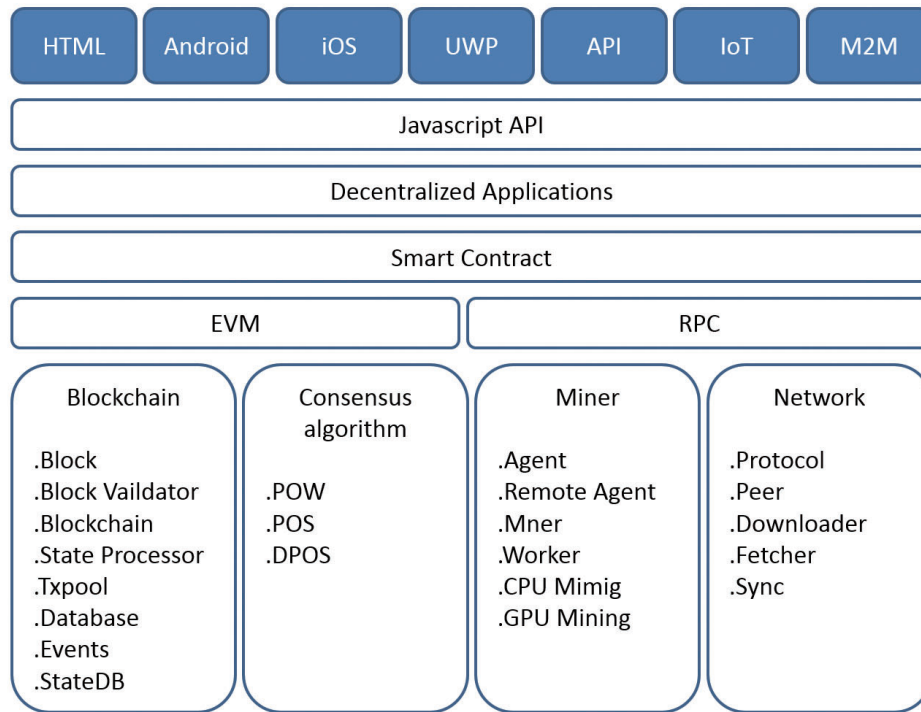 HTML
Android
iOS
UWP
API
IoT
M2M
Javascript API
Decentralized Applications
Smart Contract
EVM
RPC
Blockchain
.Block
.Block Vaildator
.Blockchain
.State Processor
.Txpool
.Database
.Events
.StateDB
Consensus
algorithm
.POW
.POS
.DPOS
Miner
.Agent
.Remote Agent
.Mner
.Worker
.CPU Mimig
.GPU Mining
Network
.Protocol
.Peer
.Downloader
.Fetcher
.Sync